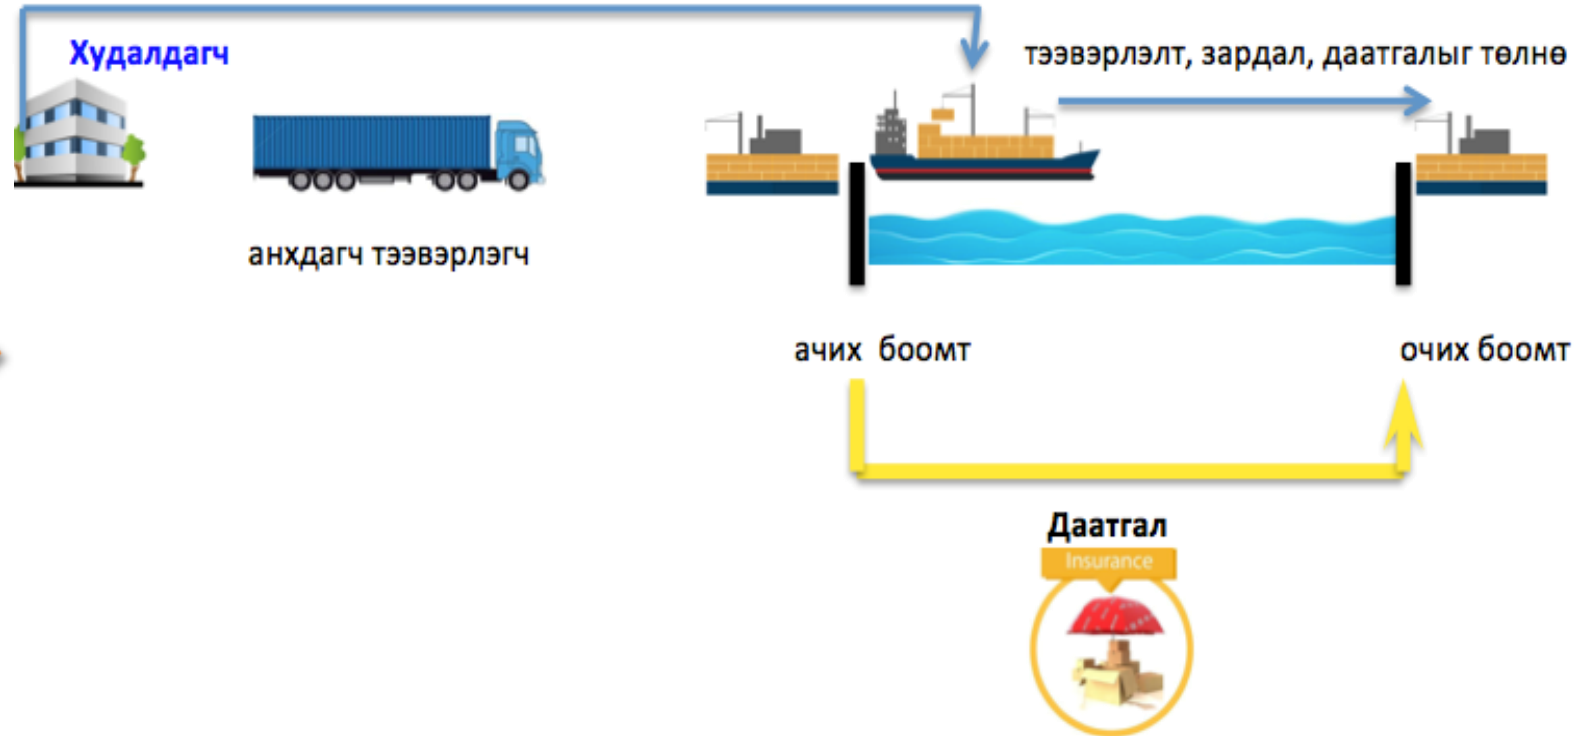 Худалдагч
тээвэрлэлт, зардал, даатгалыг төлнө
анхдагч тээвэрлэгч
ачих боомт
очих боомт
Даатгал
Insurance